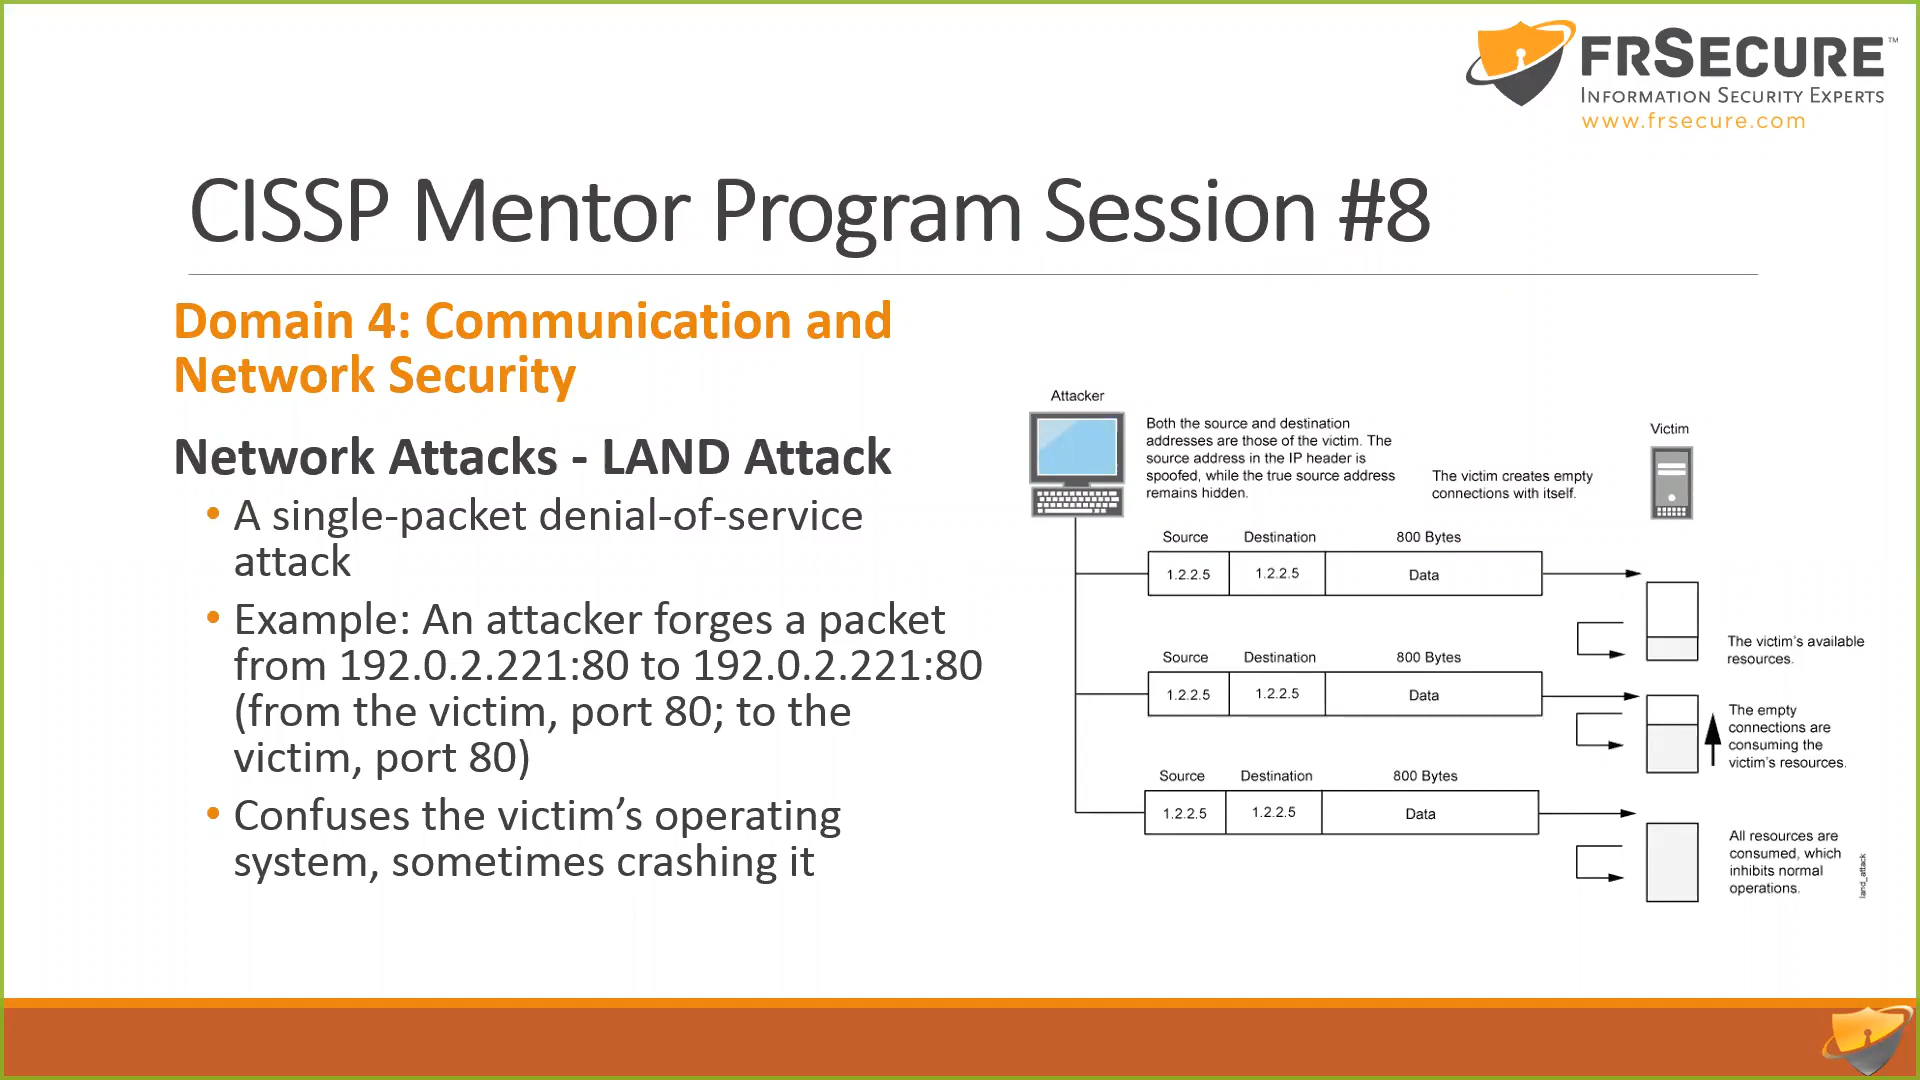 FRSECURE™
INFORMATION SECURITY EXPERTS
www.frsecure.com
CISSP Mentor Program Session #8
Domain 4: Communication and
Network Security
Network Attacks - LAND Attack
• A single-packet denial-of-service
attack
• Example: An attacker forges a packet
from 192.0.2.221:80 to 192.0.2.221:80
(from the victim, port 80; to the
victim, port 80)
• Confuses the victim’s operating
system, sometimes crashing it
Attacker
Both the source and destination
addresses are those of the victim. The
source address in the IP header is
spoofed, while the true source address
remains hidden.
The victim creates empty
connections with itself.
Victim
Source Destination 800 Bytes
1.2.2.5 1.2.2.5 Data
The victim’s available
resources.
Source Destination 800 Bytes
1.2.2.5 1.2.2.5 Data
The empty
connections are
consuming the
victim’s resources.
Source Destination 800 Bytes
1.2.2.5 1.2.2.5 Data
All resources are
consumed, which
inhibits normal
operations.
land_attack